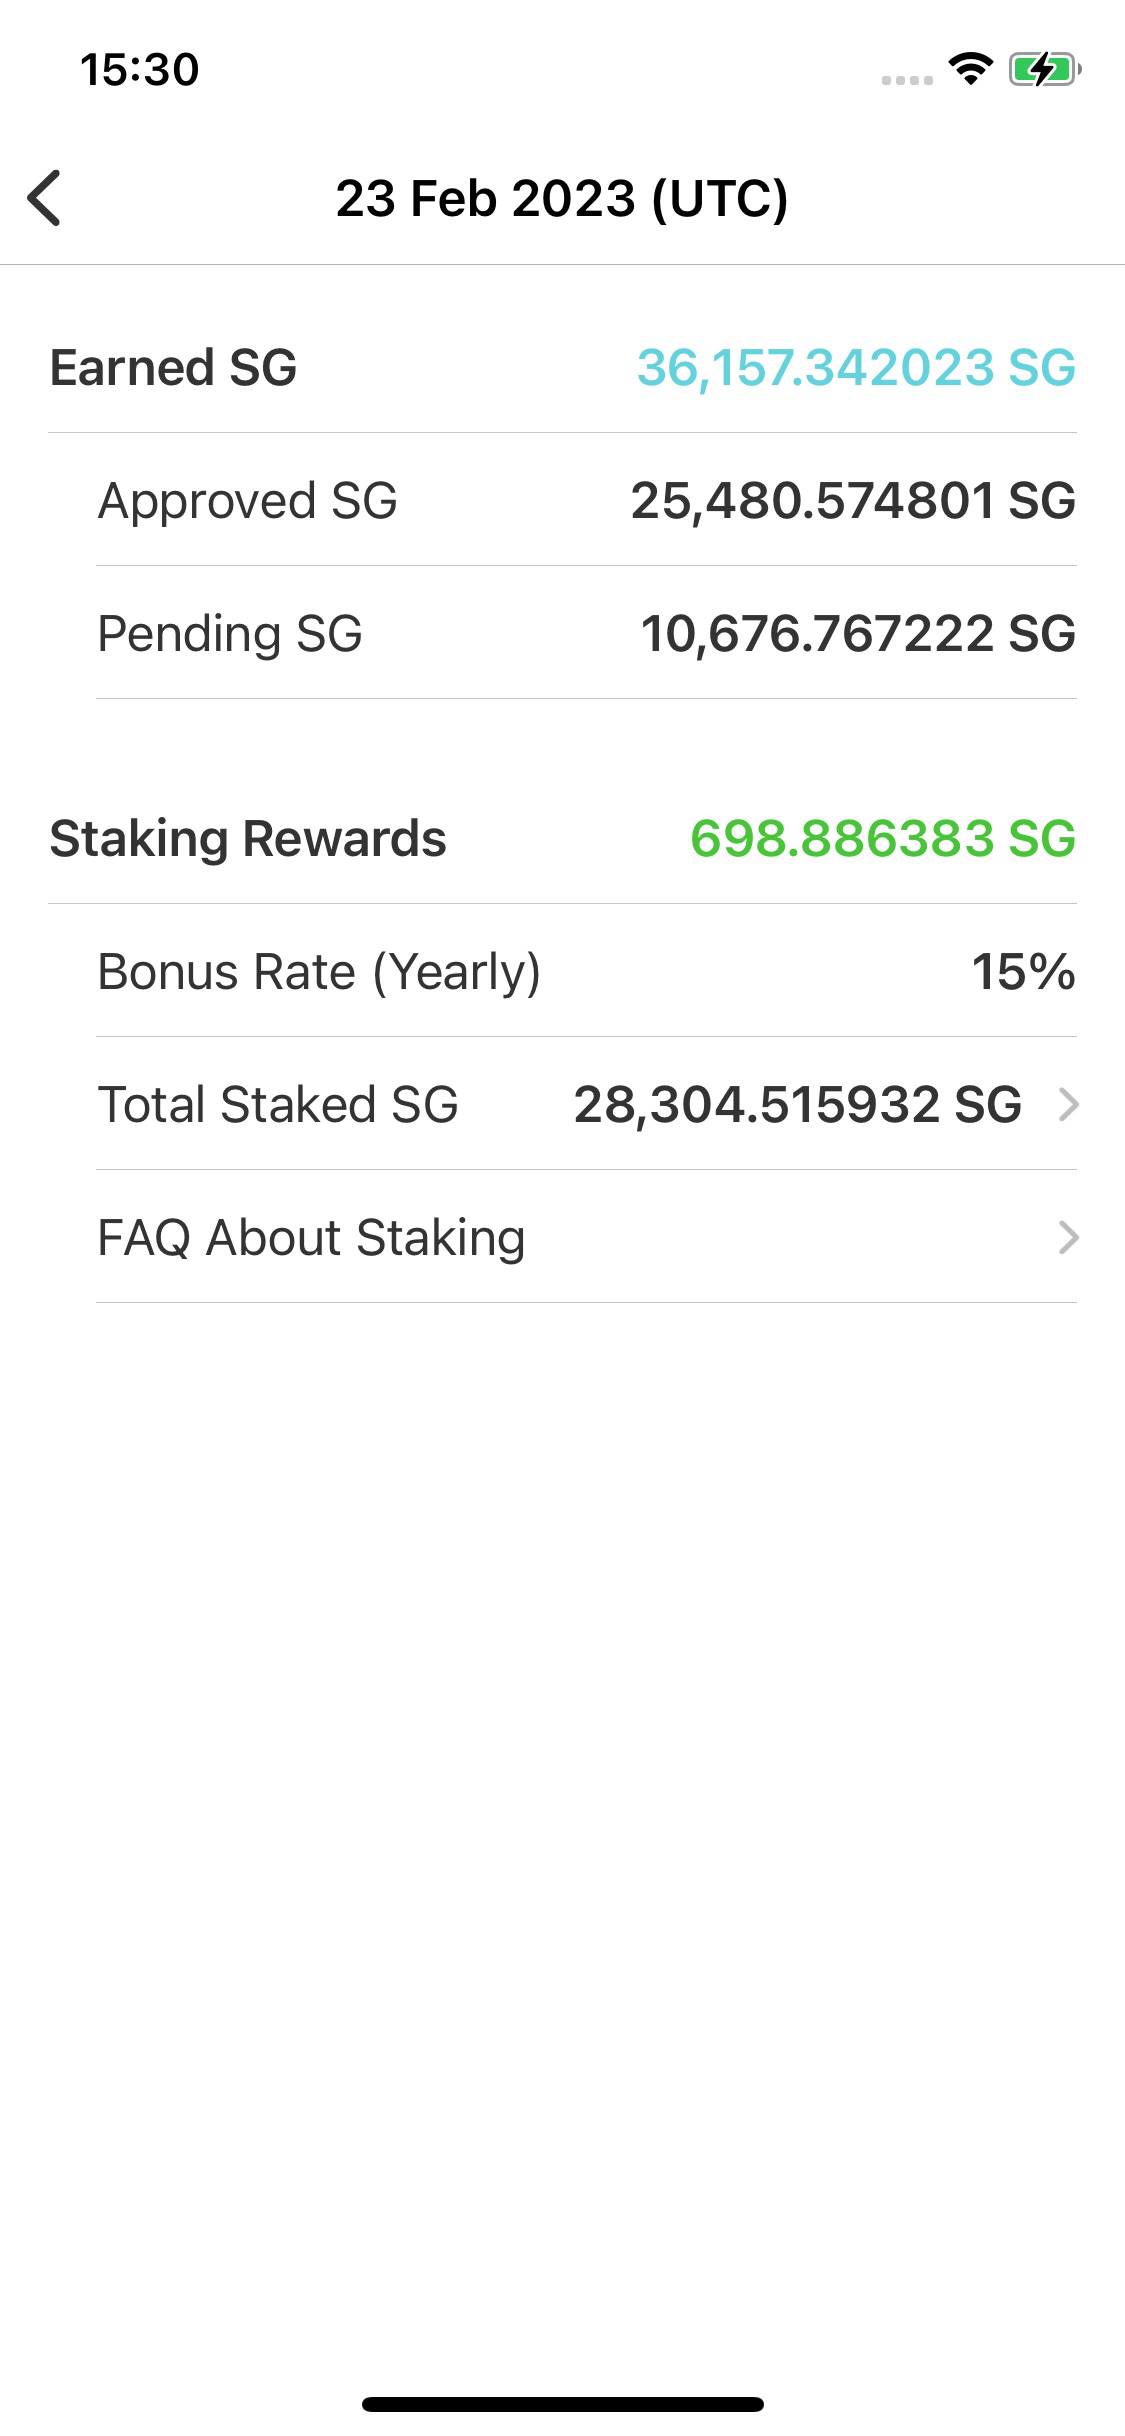 15:30
23 Feb 2023 (UTC)
Earned SG 36,157.342023 SG
Approved SG 25,480.574801 SG
Pending SG 10,676.767222 SG
Staking Rewards 698.886383 SG
Bonus Rate (Yearly) 15%
Total Staked SG 28,304.515932 SG
FAQ About Staking